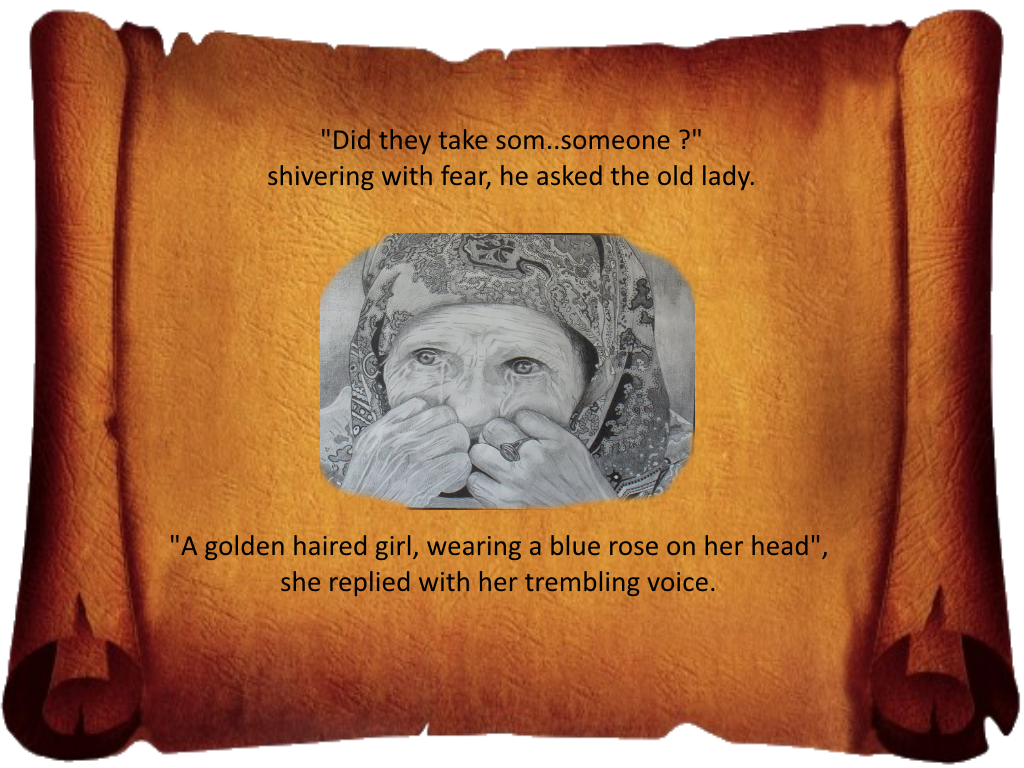 "Did they take som..someone ?"
shivering with fear, he asked the old lady.
"A golden haired girl, wearing a blue rose on her head",
she replied with her trembling voice.